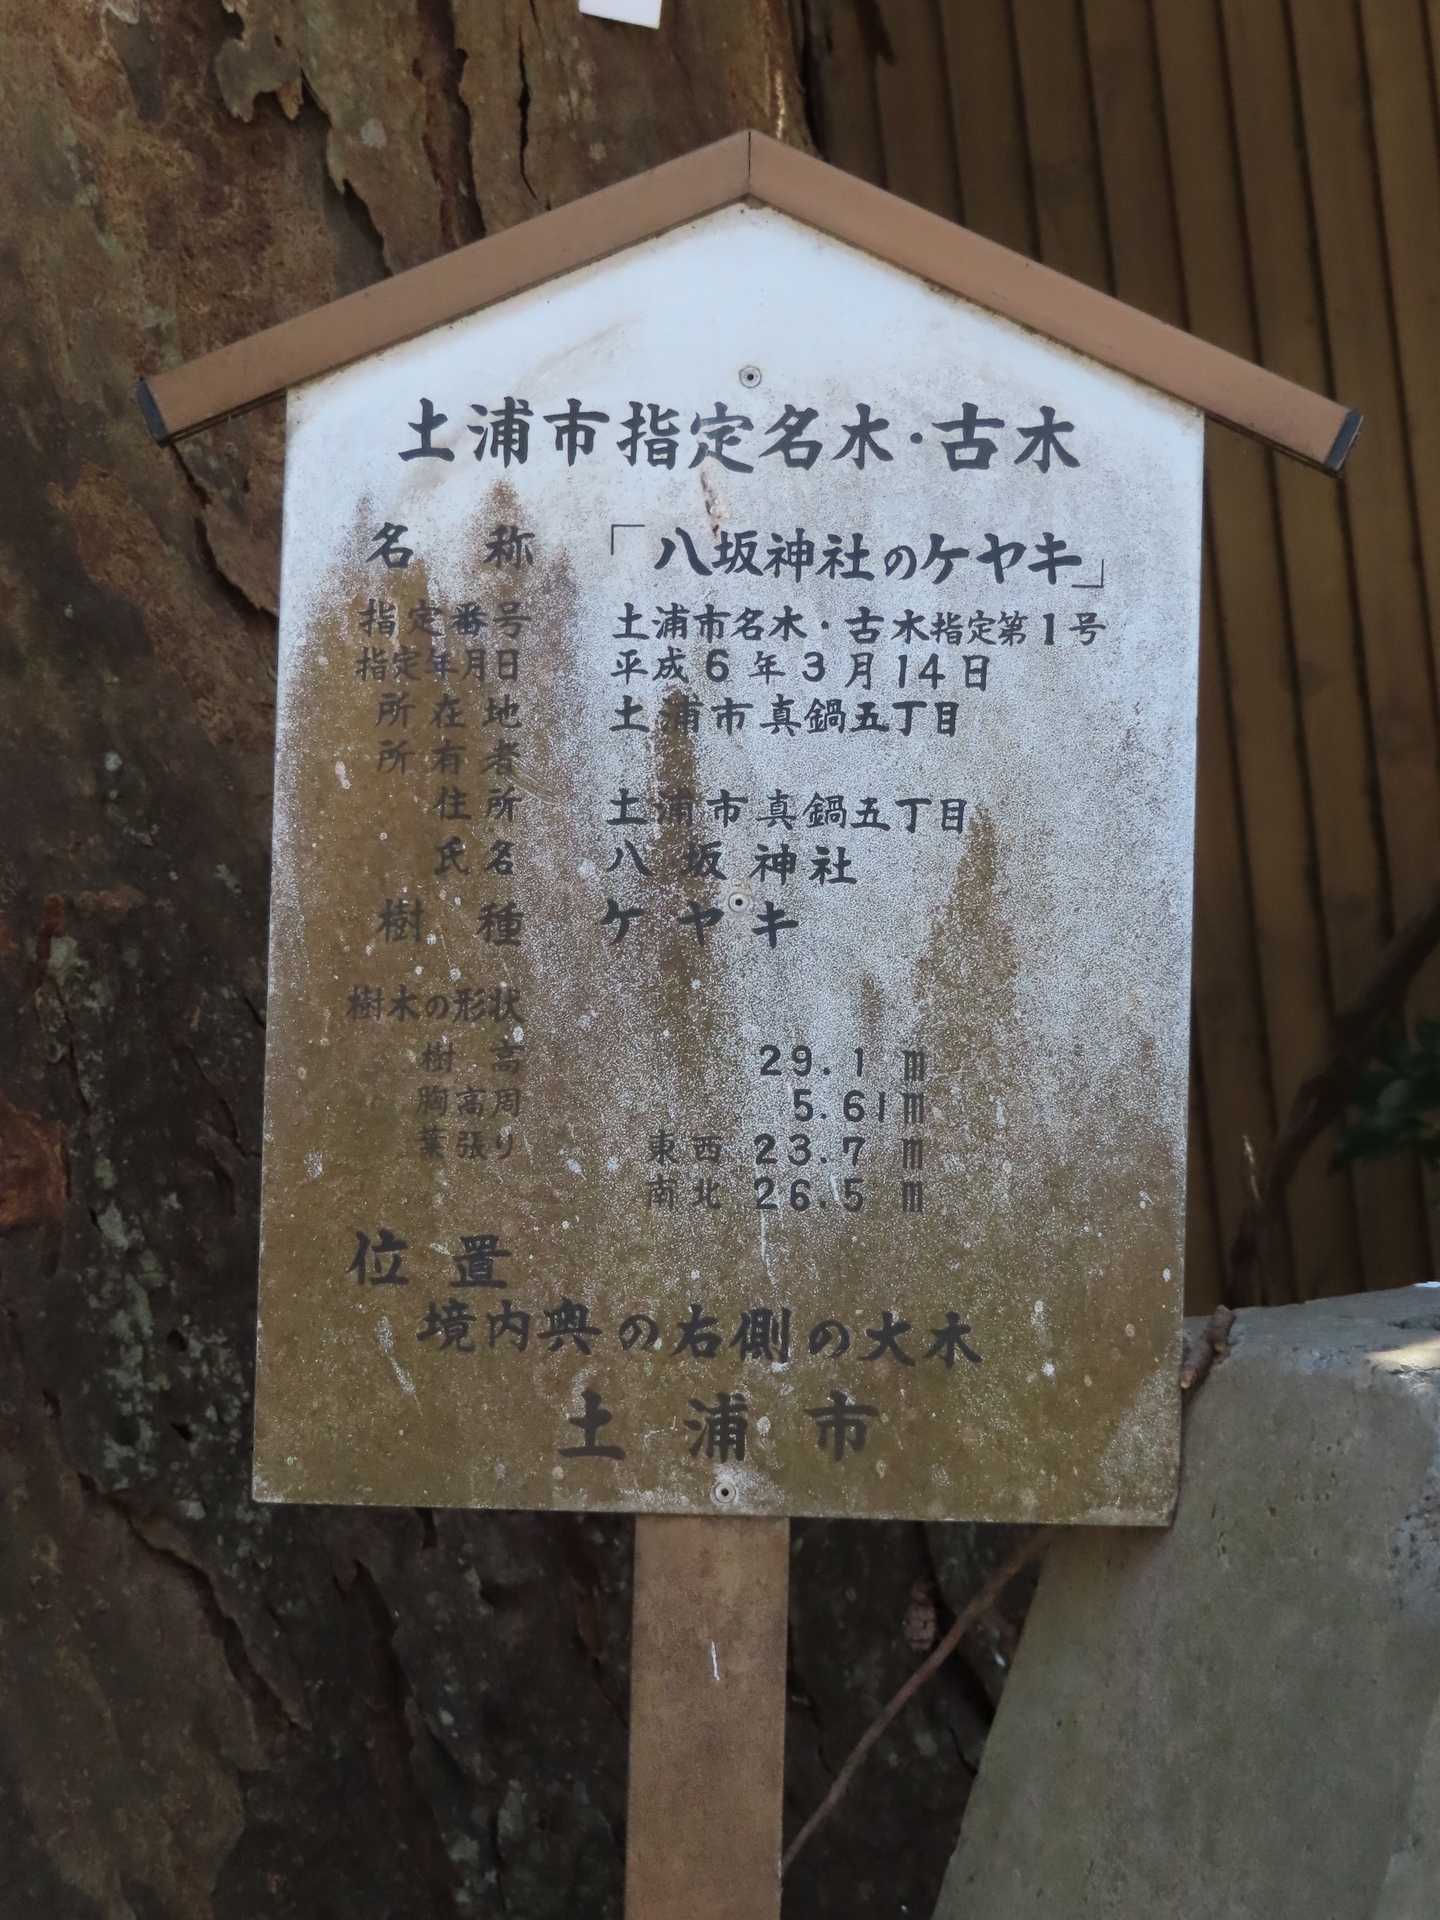 土浦市指定名木・古木
名称 「八坂神社のケヤキ」
指定番号 土浦市名木・古木指定第1号
指定年月日 平成6年3月14日
所在地 土浦市真鍋五丁目
所有者
住所 土浦市真鍋五丁目
氏名 八坂神社
樹種 ケヤキ
樹木の形状
樹高 29.1m
胸高周 5.61m
葉張り 東西 23.7m
南北 26.5m
位置
境内奥の右側の大木
土浦市